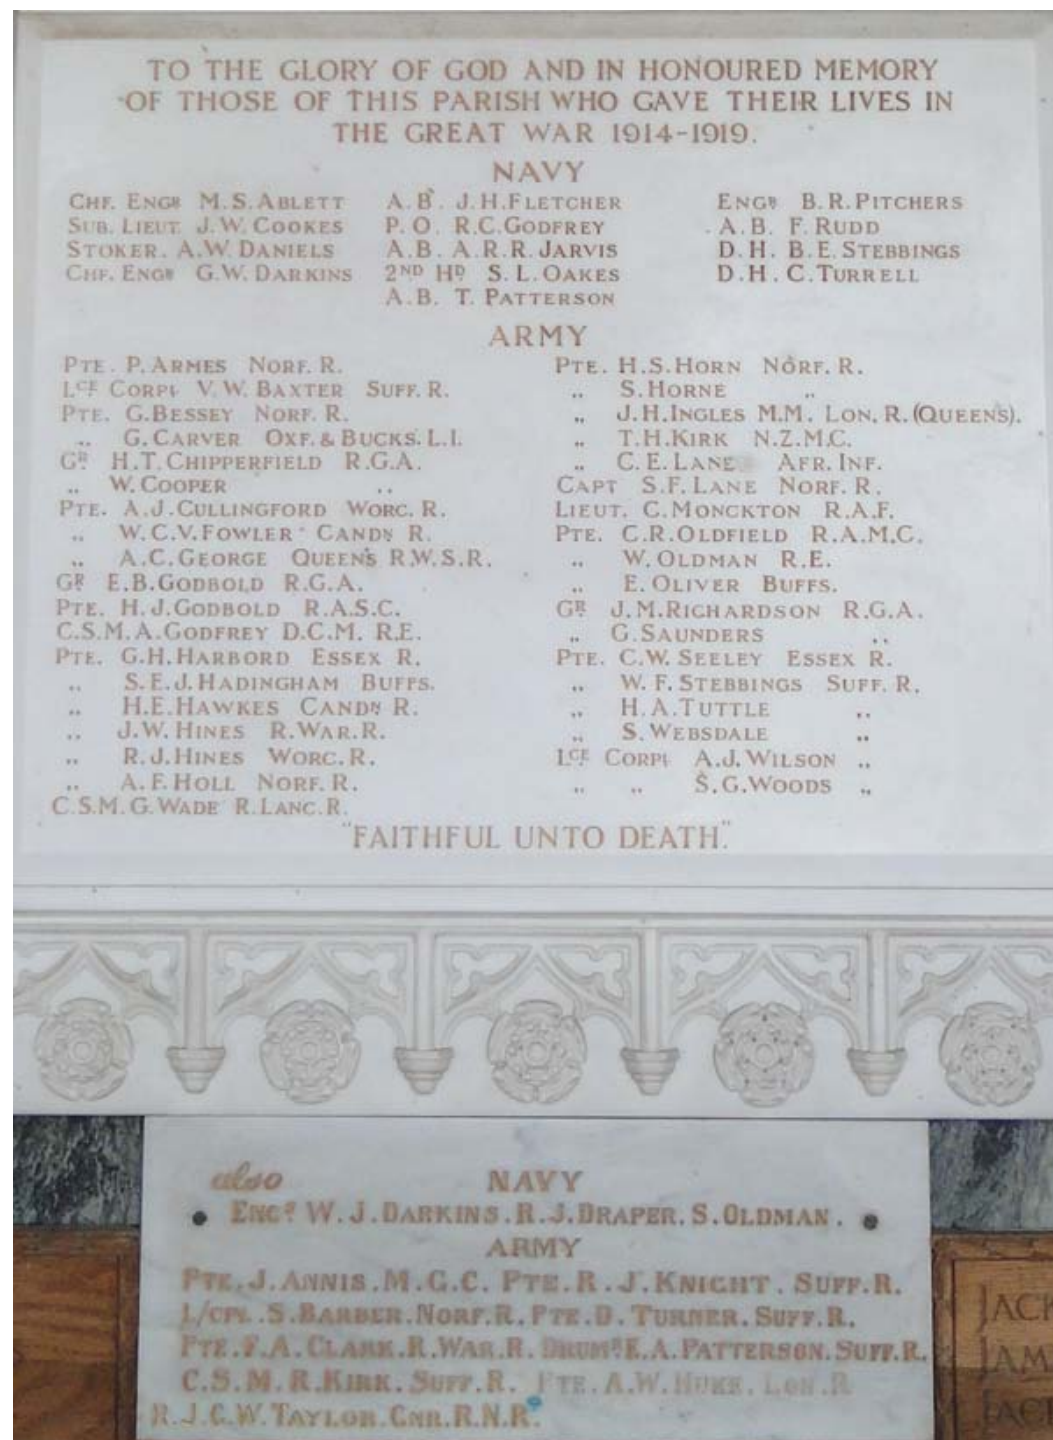 TO THE GLORY OF GOD AND IN HONOURED MEMORY
OF THOSE OF THIS PARISH WHO GAVE THEIR LIVES IN
THE GREAT WAR 1914-1919.
NAVY
CHF. ENGR M.S. ABLETT
SUB. LIEUT. J.W. COOKES
STOKER. A.W. DANIELS
CHF. ENGR G.W. DARKINS
A.B. J.H. FLETCHER
P.O. R.C. GODFREY
A.B. A.R.R. JARVIS
2ND HD S.L. OAKES
A.B. T. PATTERSON
ENGR B.R. PITCHERS
A.B. F. RUDD
D.H. B.E. STEBBINGS
D.H. C. TURRELL
ARMY
PTE. P. ARMES NORF. R.
LCE CORPL V.W. BAXTER SUFF. R.
PTE. G. BESSEY NORF. R.
„ G. CARVER OXF. & BUCKS. L.I.
GR H.T. CHIPPERFIELD R.G.A.
„ W. COOPER „
PTE. A.J. CULLINGFORD WORC. R.
„ W.C.V. FOWLER CANDN R.
„ A.C. GEORGE QUEEN'S R.W.S.R.
GR E.B. GODBOLD R.G.A.
PTE. H.J. GODBOLD R.A.S.C.
C.S.M. A. GODFREY D.C.M. R.E.
PTE. G.H. HARBORD ESSEX R.
„ S.E.J. HADINGHAM BUFFS.
„ H.E. HAWKES CANDN R.
„ J.W. HINES R. WAR. R.
„ R.J. HINES WORC. R.
„ A.F. HOLL NORF. R.
C.S.M. G. WADE R. LANC. R.
PTE. H.S. HORN NORF. R.
„ S. HORNE „
„ J.H. INGLES M.M. LON. R. (QUEENS).
„ T.H. KIRK N.Z.M.C.
„ C.E. LANE AFR. INF.
CAPT S.F. LANE NORF. R.
LIEUT. C. MONCKTON R.A.F.
PTE. C.R. OLDFIELD R.A.M.C.
„ W. OLDMAN R.E.
„ E. OLIVER BUFFS.
GR J.M. RICHARDSON R.G.A.
„ G. SAUNDERS „
PTE. C.W. SEELEY ESSEX R.
„ W.F. STEBBINGS SUFF. R.
„ H.A. TUTTLE „
„ S. WEBSDALE „
LCE CORPL A.J. WILSON „
„ „ S.G. WOODS „
"FAITHFUL UNTO DEATH."
also NAVY
ENGR W.J. DARKINS. R.J. DRAPER. S. OLDMAN.
ARMY
PTE. J. ANNIS. M.G.C. PTE. R.J. KNIGHT. SUFF. R.
L/CPL. S. BARBER. NORF. R. PTE. D. TURNER. SUFF. R.
PTE. F.A. CLARK. R. WAR. R. DRUMR E.A. PATTERSON. SUFF. R.
C.S.M. R. KIRK. SUFF. R. PTE. A.W. HUKE. LON. R
R.J.C.W. TAYLOR. GNR. R.N.R.
JACK
JAM
JACK